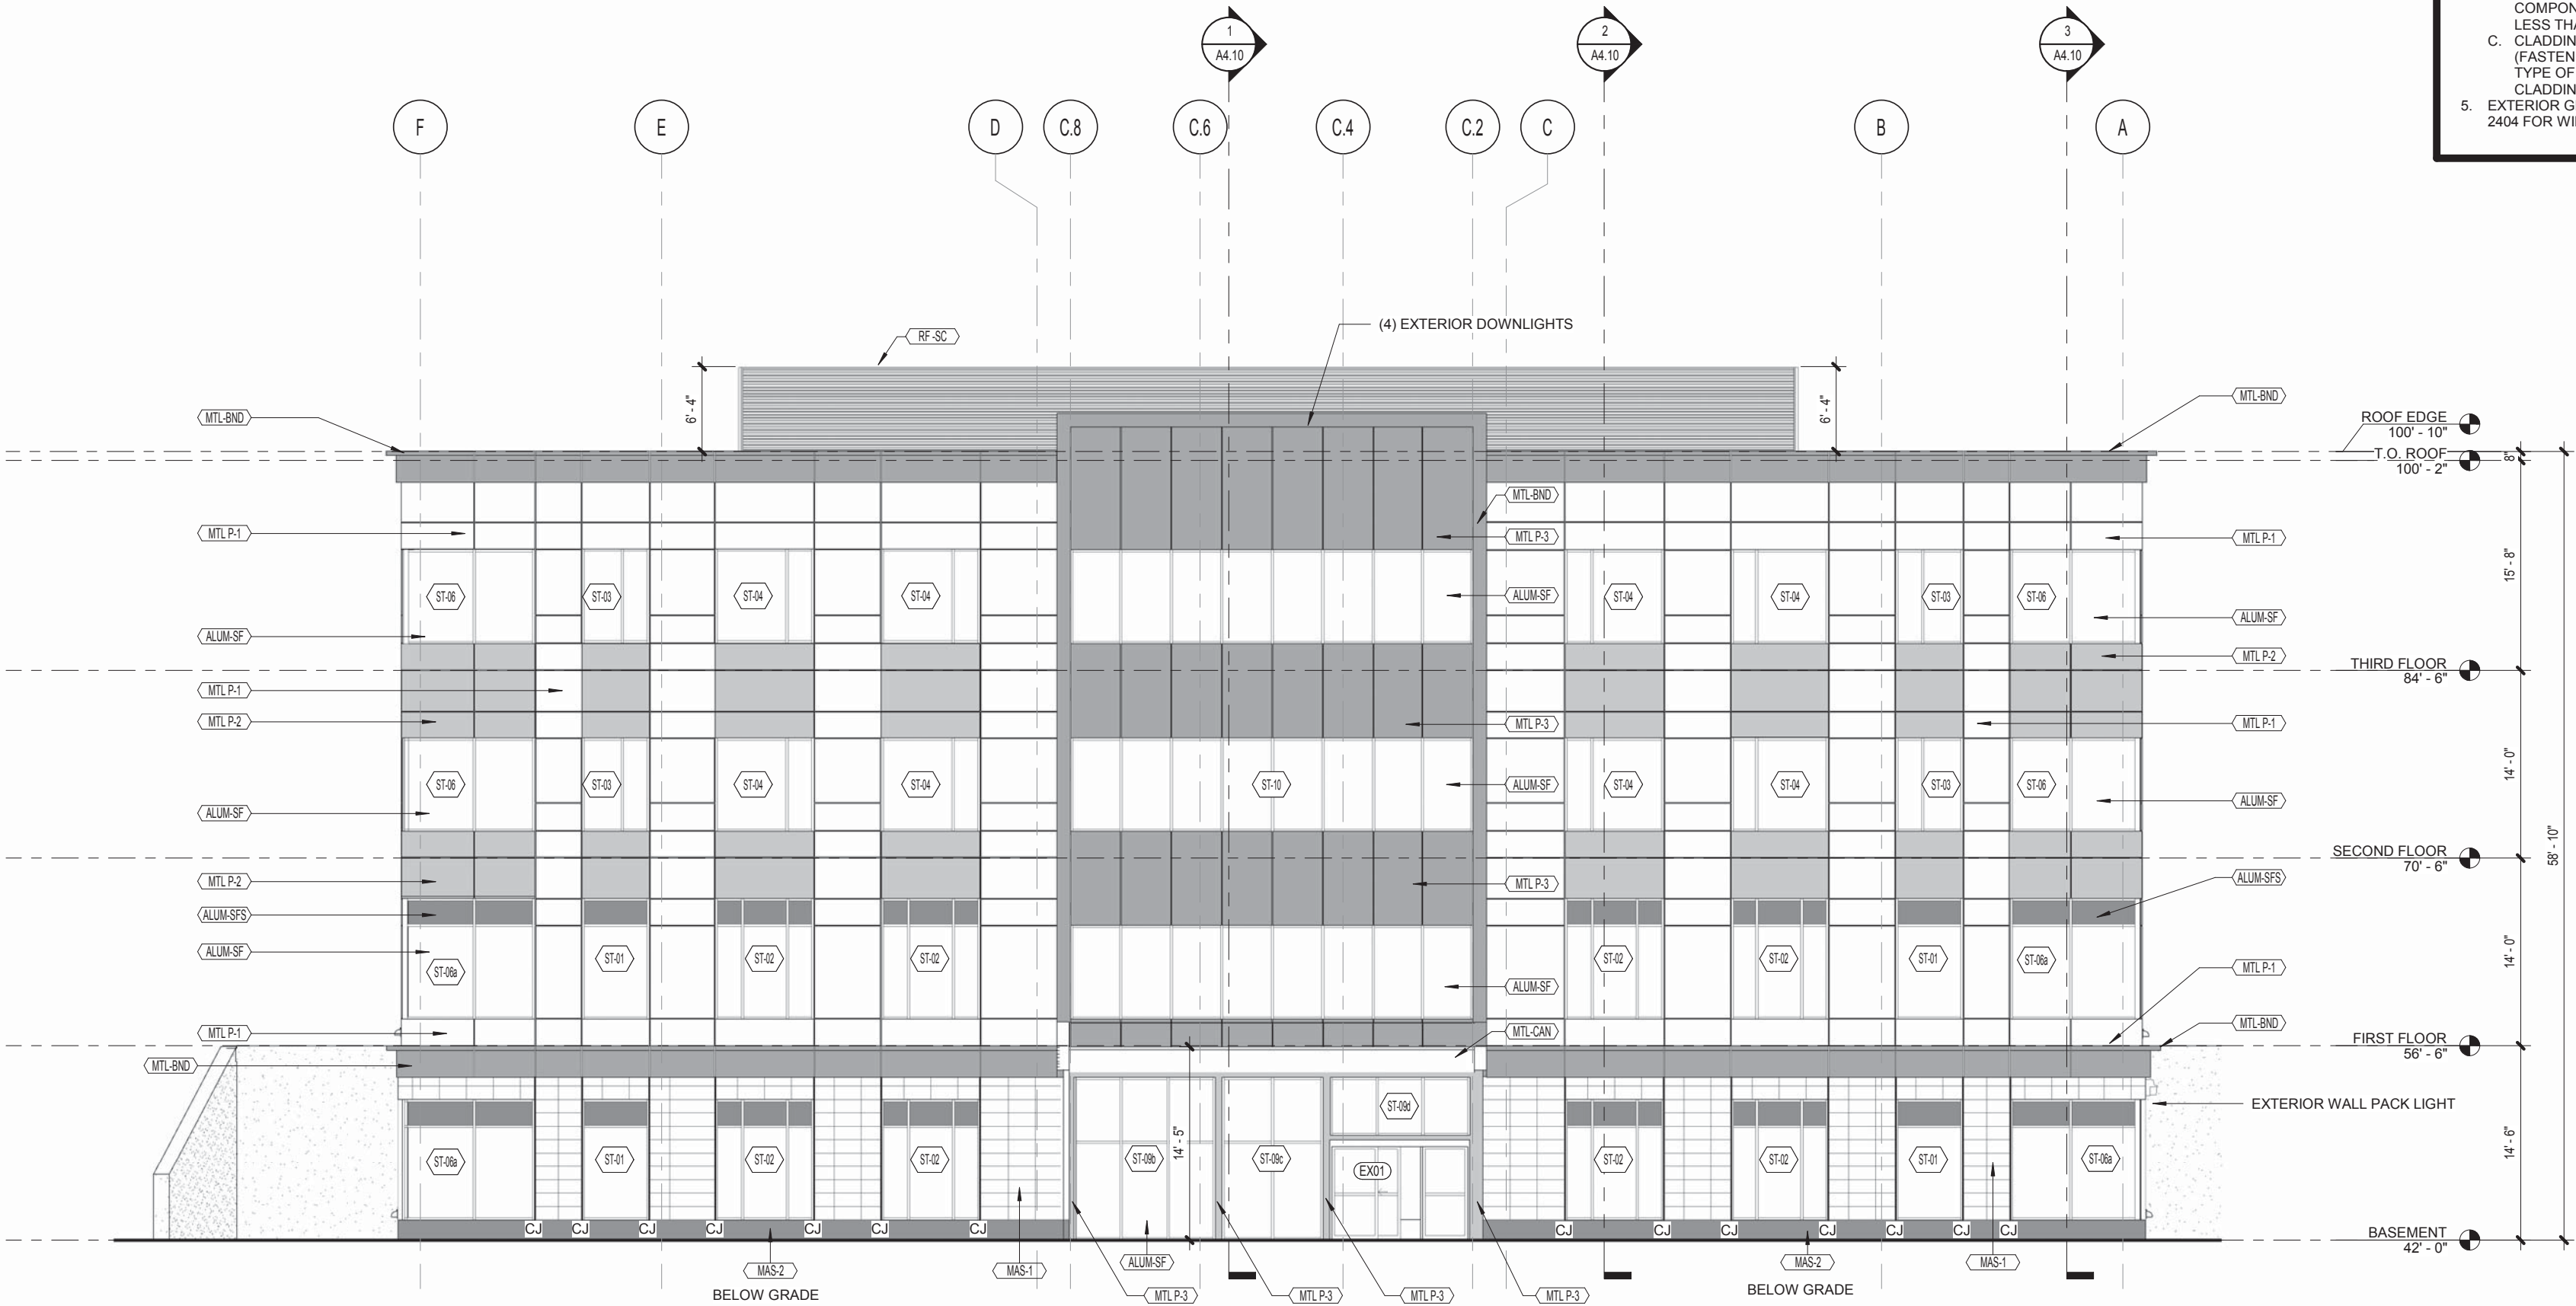 COMPON
LESS THA
C. CLADDIN
(FASTEN
TYPE OF
CLADDIN
5. EXTERIOR G
2404 FOR WI
1
A4.10
2
A4.10
3
A4.10
F
E
D
C.8
C.6
C.4
C.2
C
B
A
RF -SC
(4) EXTERIOR DOWNLIGHTS
6' - 4"
6' - 4"
MTL-BND
MTL-BND
ROOF EDGE
100' - 10"
T.O. ROOF
100' - 2"
8"
MTL-BND
MTL P-1
MTL P-3
MTL P-1
15' - 8"
ST-06
ST-03
ST-04
ST-04
ALUM-SF
ST-04
ST-04
ST-03
ST-06
ALUM-SF
ALUM-SF
MTL P-2
THIRD FLOOR
84' - 6"
MTL P-1
MTL P-2
MTL P-3
MTL P-1
14' - 0"
ST-06
ST-03
ST-04
ST-04
ST-10
ALUM-SF
ST-04
ST-04
ST-03
ST-06
ALUM-SF
ALUM-SF
58' - 10"
SECOND FLOOR
70' - 6"
MTL P-2
MTL P-3
ALUM-SFS
ALUM-SFS
ALUM-SF
ST-06a
ST-01
ST-02
ST-02
ST-02
ST-02
ST-01
ST-06a
14' - 0"
ALUM-SF
MTL P-1
MTL P-1
MTL-CAN
MTL-BND
FIRST FLOOR
56' - 6"
MTL-BND
ST-09d
EXTERIOR WALL PACK LIGHT
14' - 5"
14' - 6"
ST-06a
ST-01
ST-02
ST-02
ST-09b
ST-09c
EX01
ST-02
ST-02
ST-01
ST-06a
CJ
CJ
CJ
CJ
CJ
CJ
CJ
CJ
CJ
CJ
CJ
CJ
CJ
CJ
BASEMENT
42' - 0"
MAS-2
MAS-1
ALUM-SF
MAS-2
MAS-1
BELOW GRADE
MTL P-3
MTL P-3
MTL P-3
MTL P-3
BELOW GRADE